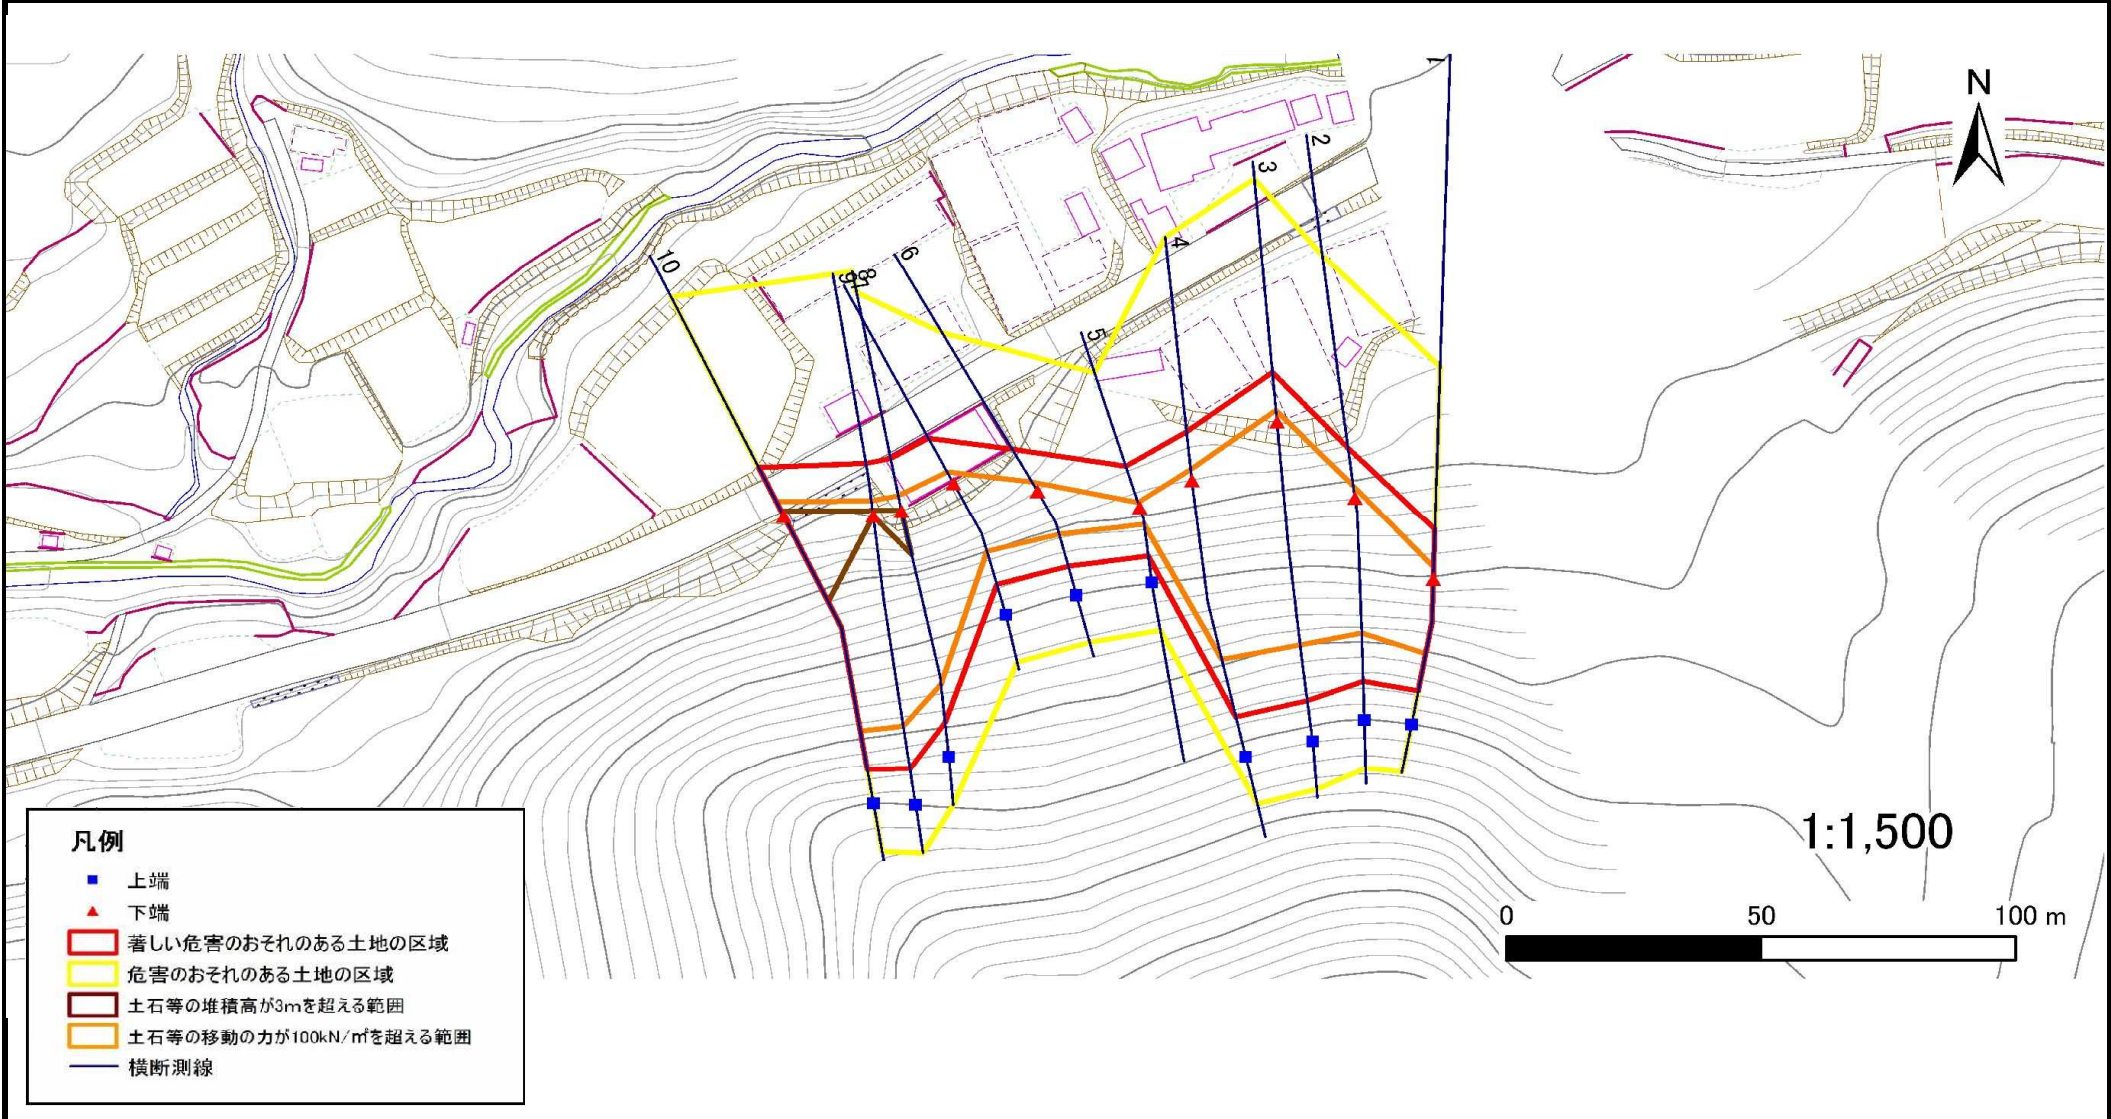 N
1
2
3
4
5
6
7
8
9
10
1:1,500
0 50 100 m
凡例
上端
下端
著しい危害のおそれのある土地の区域
危害のおそれのある土地の区域
土石等の堆積高が3mを超える範囲
土石等の移動の力が100kN/㎡を超える範囲
横断測線